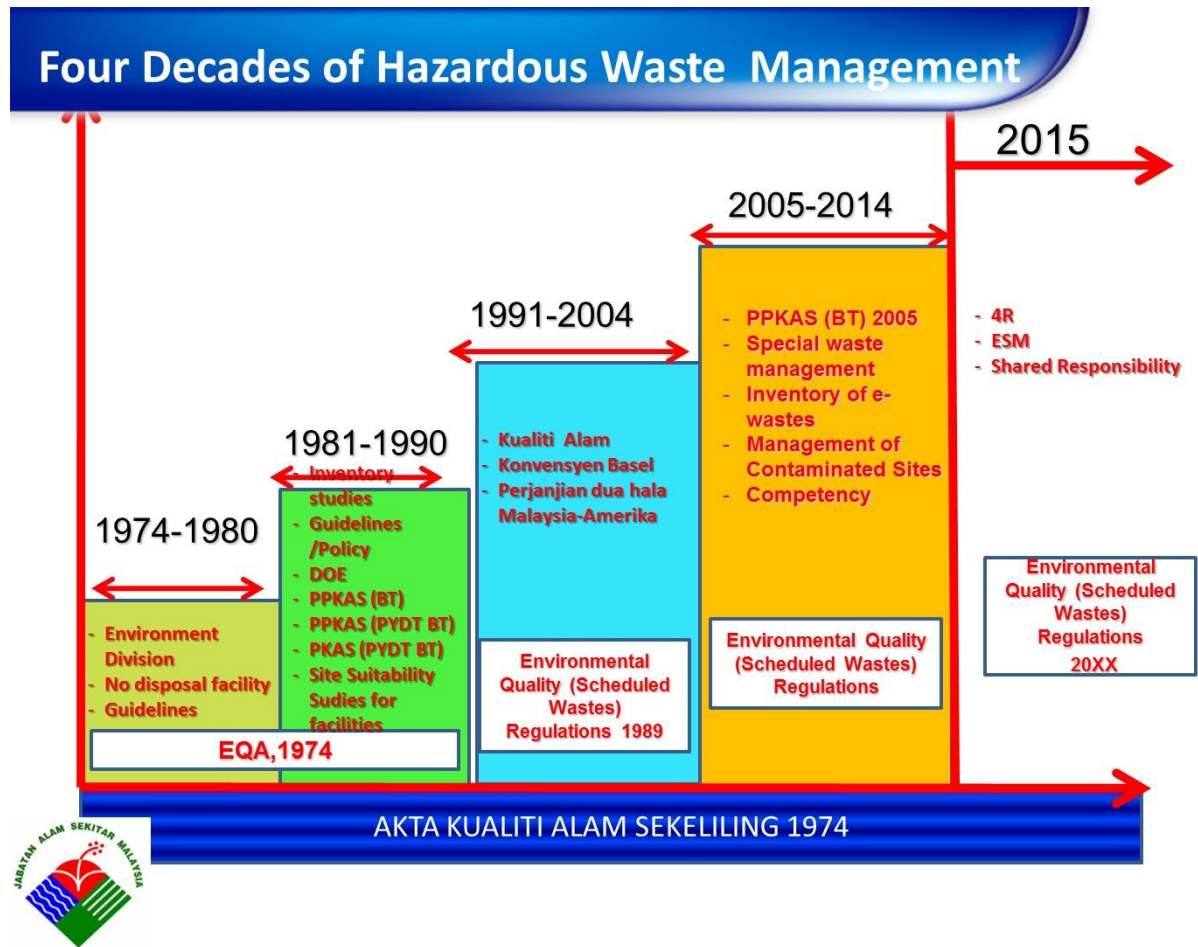 Four Decades of Hazardous Waste Management
2015
2005-2014
1991-2004
1981-1990
1974-1980
- Environment
Division
- No disposal facility
- Guidelines
- Inventory
studies
- Guidelines
/Policy
- DOE
- PPKAS (BT)
- PPKAS (PYDT BT)
- PKAS (PYDT BT)
- Site Suitability
Sudies for
facilities
EQA,1974
- Kualiti Alam
- Konvensyen Basel
- Perjanjian dua hala
Malaysia-Amerika
Environmental
Quality (Scheduled
Wastes)
Regulations 1989
- PPKAS (BT) 2005
- Special waste
management
- Inventory of e-
wastes
- Management of
Contaminated Sites
- Competency
Environmental Quality
(Scheduled Wastes)
Regulations
- 4R
- ESM
- Shared Responsibility
Environmental
Quality (Scheduled
Wastes)
Regulations
20XX
AKTA KUALITI ALAM SEKELILING 1974
JABATAN ALAM SEKITAR MALAYSIA